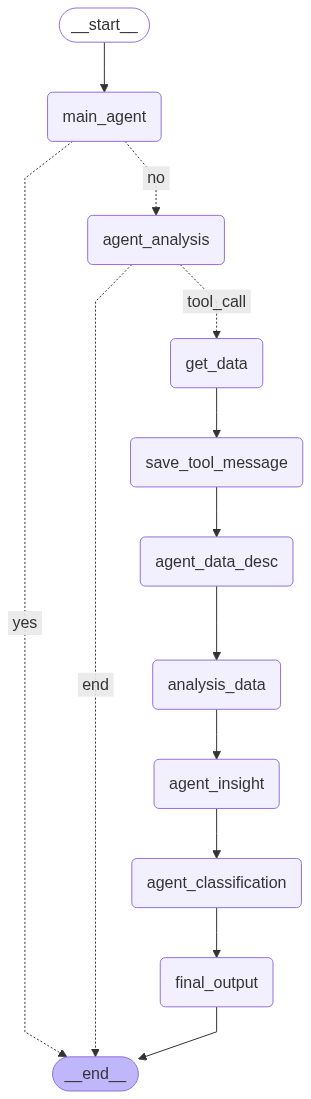 __start__
main_agent
no
agent_analysis
tool_call
get_data
save_tool_message
agent_data_desc
yes
analysis_data
end
agent_insight
agent_classification
final_output
__end__